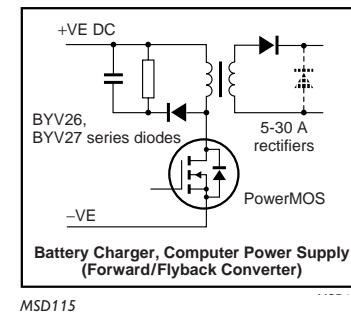 +VE DC
BYV26,
BYV27 series diodes
5-30 A
rectifiers
PowerMOS
−VE
Battery Charger, Computer Power Supply
(Forward/Flyback Converter)
MSD115